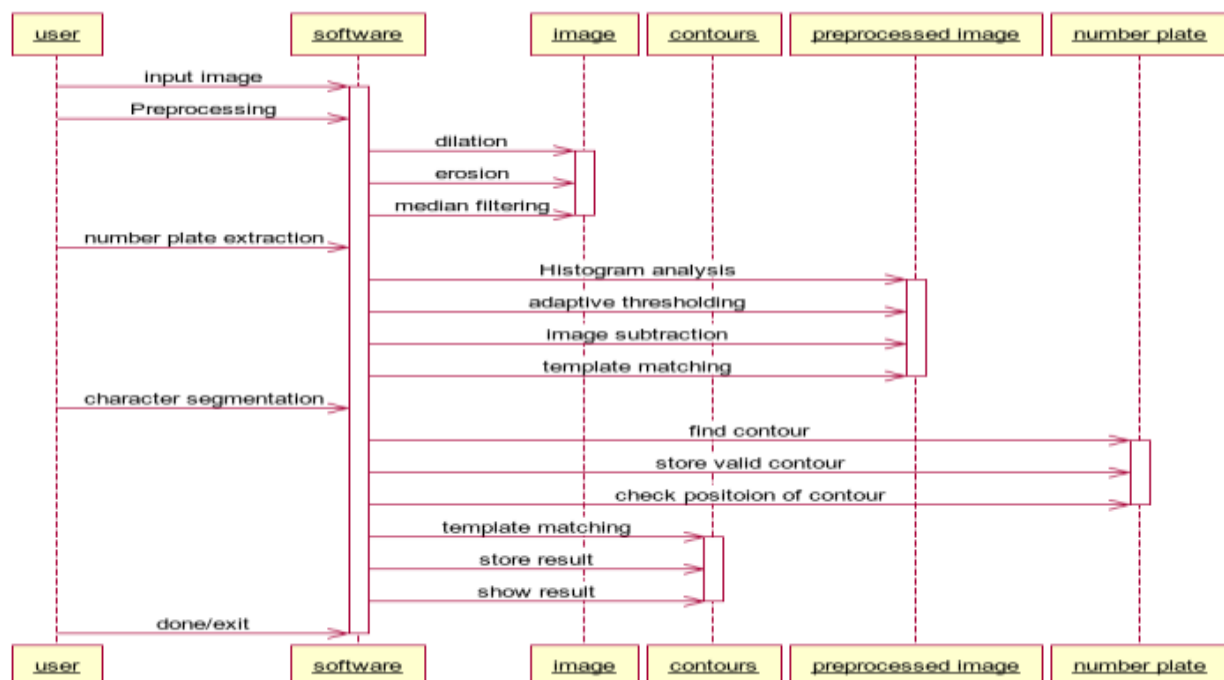 user software image contours preprocessed image number plate
input image
Preprocessing
dilation
erosion
median filtering
number plate extraction
Histogram analysis
adaptive thresholding
image subtraction
template matching
character segmentation
find contour
store valid contour
check positoion of contour
template matching
store result
show result
done/exit
user software image contours preprocessed image number plate